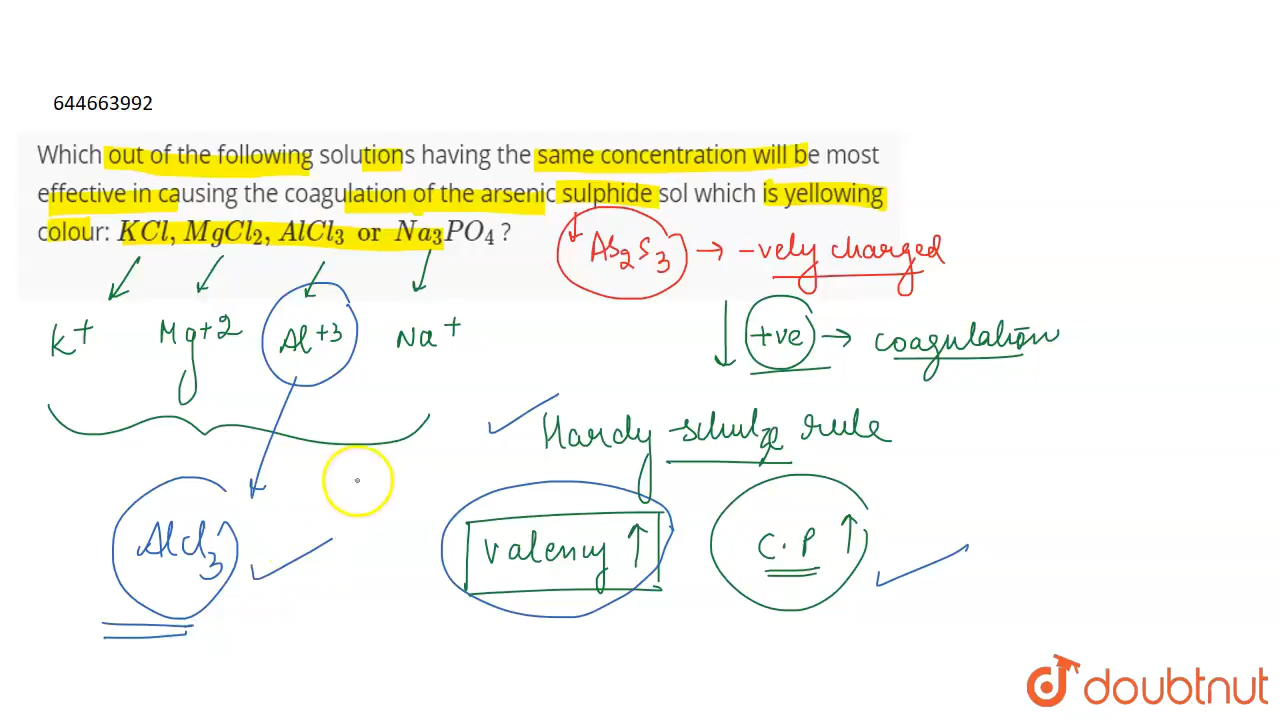 644663992
Which out of the following solutions having the same concentration will be most
effective in causing the coagulation of the arsenic sulphide sol which is yellowing
colour: KCl, MgCl₂, AlCl₃ or Na₃PO₄ ?
As₂S₃ → -vely charged
K⁺ Mg⁺² Al⁺³ Na⁺
+ve → coagulation
Hardy schulze rule
AlCl₃
Valency ↑
C.P ↑
doubtnut